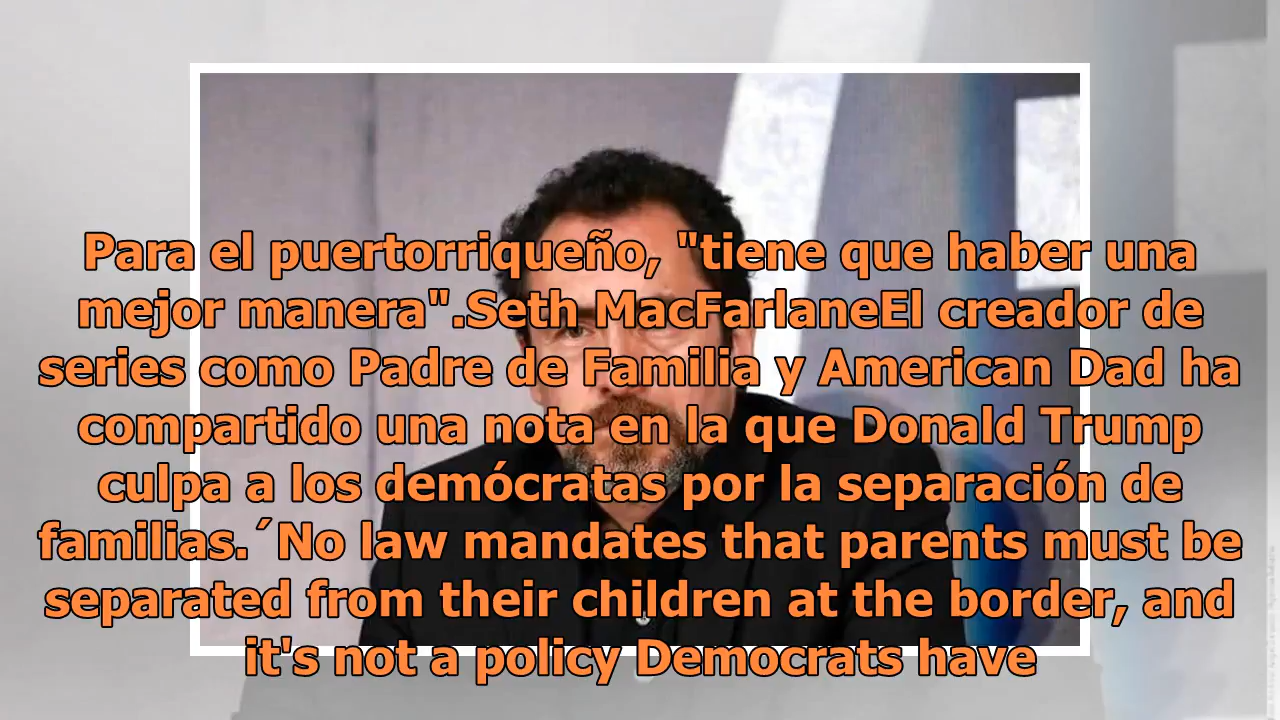 Para el puertorriqueño, "tiene que haber una
mejor manera".Seth MacFarlaneEl creador de
series como Padre de Familia y American Dad ha
compartido una nota en la que Donald Trump
culpa a los demócratas por la separación de
familias.´No law mandates that parents must be
separated from their children at the border, and
it's not a policy Democrats have